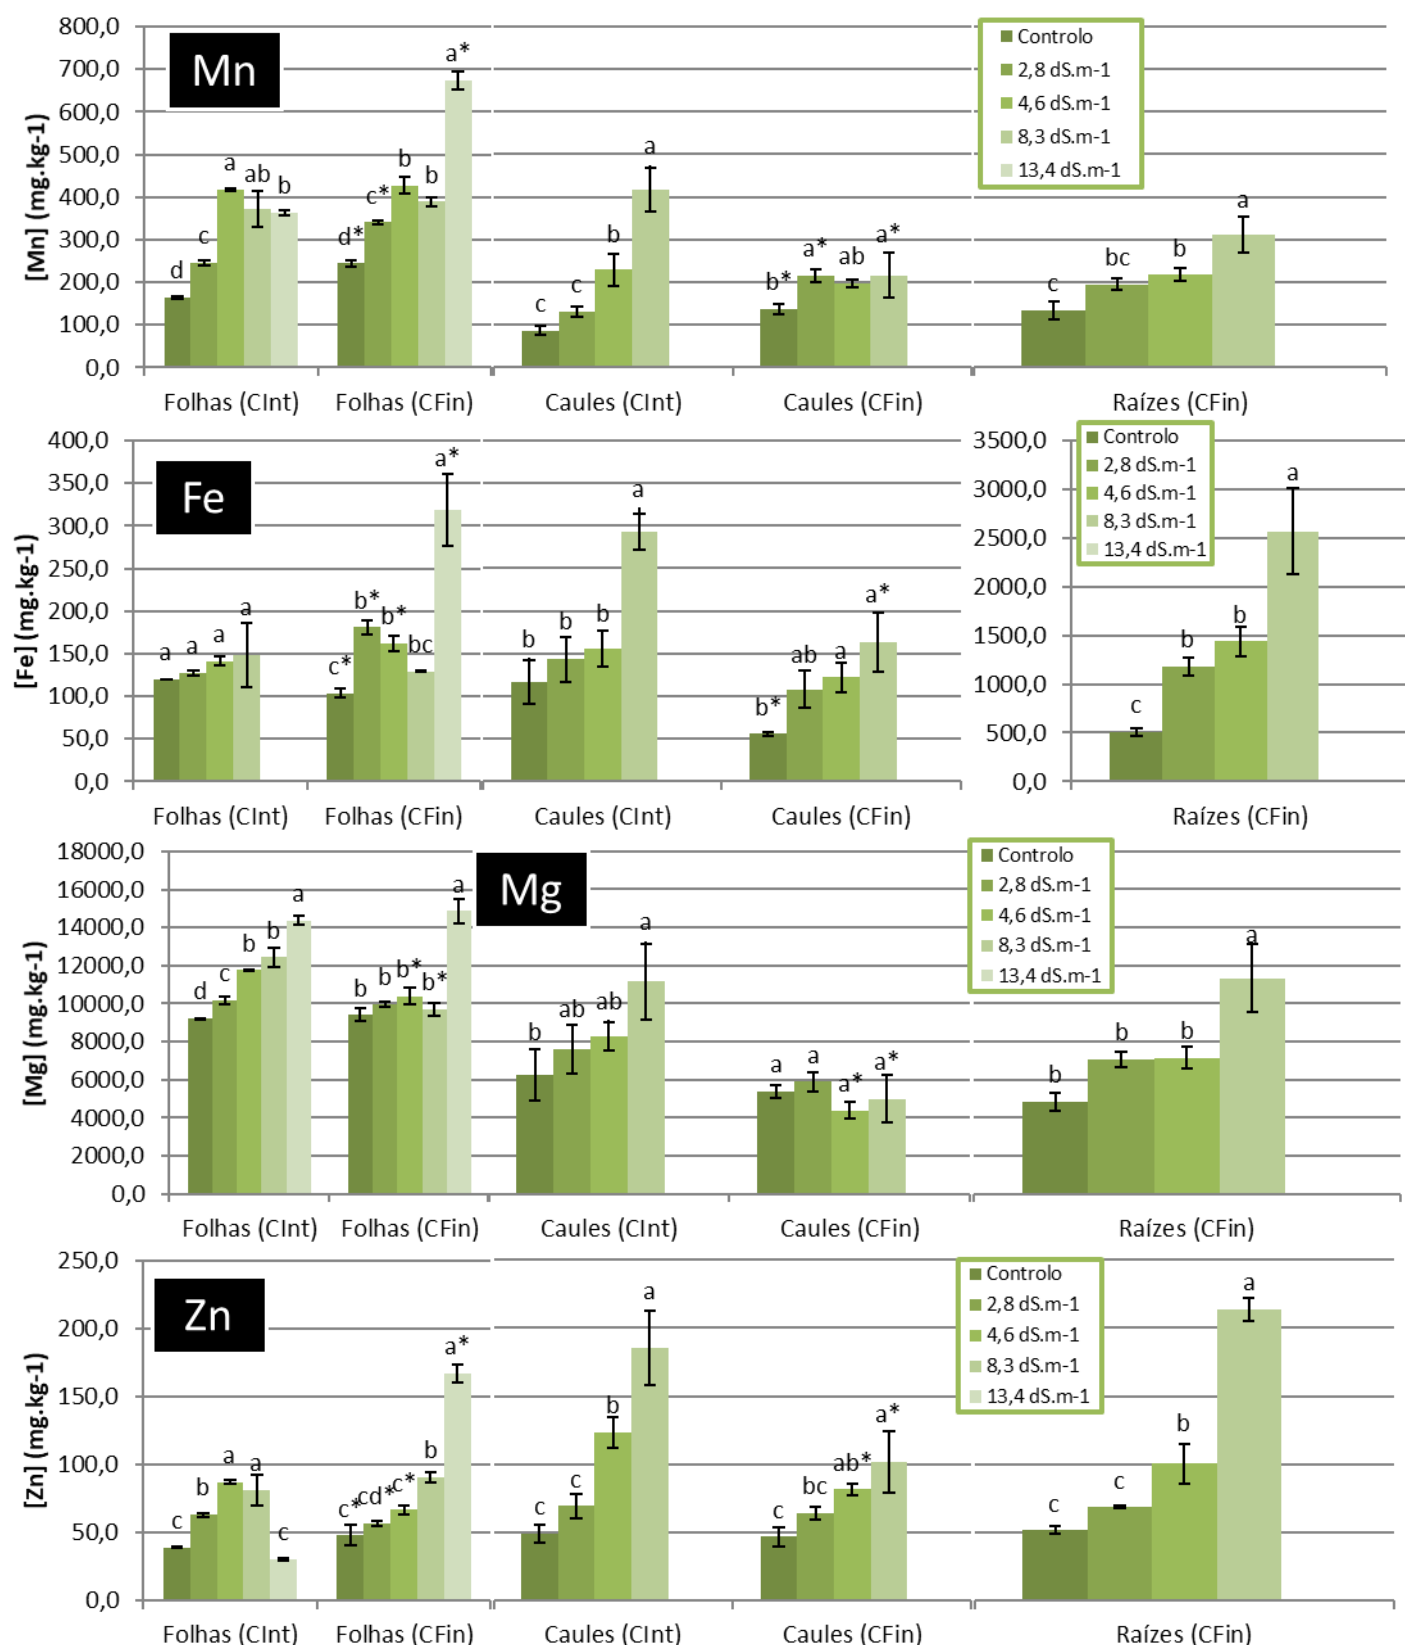 Mn
[Mn] (mg.kg-1)
800,0
700,0
600,0
500,0
400,0
300,0
200,0
100,0
0,0
d c a ab b
d* c* b b a*
c c b a
b* a* ab a*
c bc b a
Controlo
2,8 dS.m-1
4,6 dS.m-1
8,3 dS.m-1
13,4 dS.m-1
Folhas (CInt) Folhas (CFin) Caules (CInt) Caules (CFin) Raízes (CFin)
Fe
[Fe] (mg.kg-1)
400,0
350,0
300,0
250,0
200,0
150,0
100,0
50,0
0,0
a a a a
c* b* b* bc a*
b b b a
b* ab a a*
3500,0
3000,0
2500,0
2000,0
1500,0
1000,0
500,0
0,0
c b b a
Controlo
2,8 dS.m-1
4,6 dS.m-1
8,3 dS.m-1
13,4 dS.m-1
Folhas (CInt) Folhas (CFin) Caules (CInt) Caules (CFin) Raízes (CFin)
Mg
[Mg] (mg.kg-1)
18000,0
16000,0
14000,0
12000,0
10000,0
8000,0
6000,0
4000,0
2000,0
0,0
d c b b a
b b b* b* a
b ab ab a
a a a* a*
b b b a
Controlo
2,8 dS.m-1
4,6 dS.m-1
8,3 dS.m-1
13,4 dS.m-1
Folhas (CInt) Folhas (CFin) Caules (CInt) Caules (CFin) Raízes (CFin)
Zn
[Zn] (mg.kg-1)
250,0
200,0
150,0
100,0
50,0
0,0
c b a a c
c* cd* c* b a*
c c b a
c bc ab* a*
c c b a
Controlo
2,8 dS.m-1
4,6 dS.m-1
8,3 dS.m-1
13,4 dS.m-1
Folhas (CInt) Folhas (CFin) Caules (CInt) Caules (CFin) Raízes (CFin)